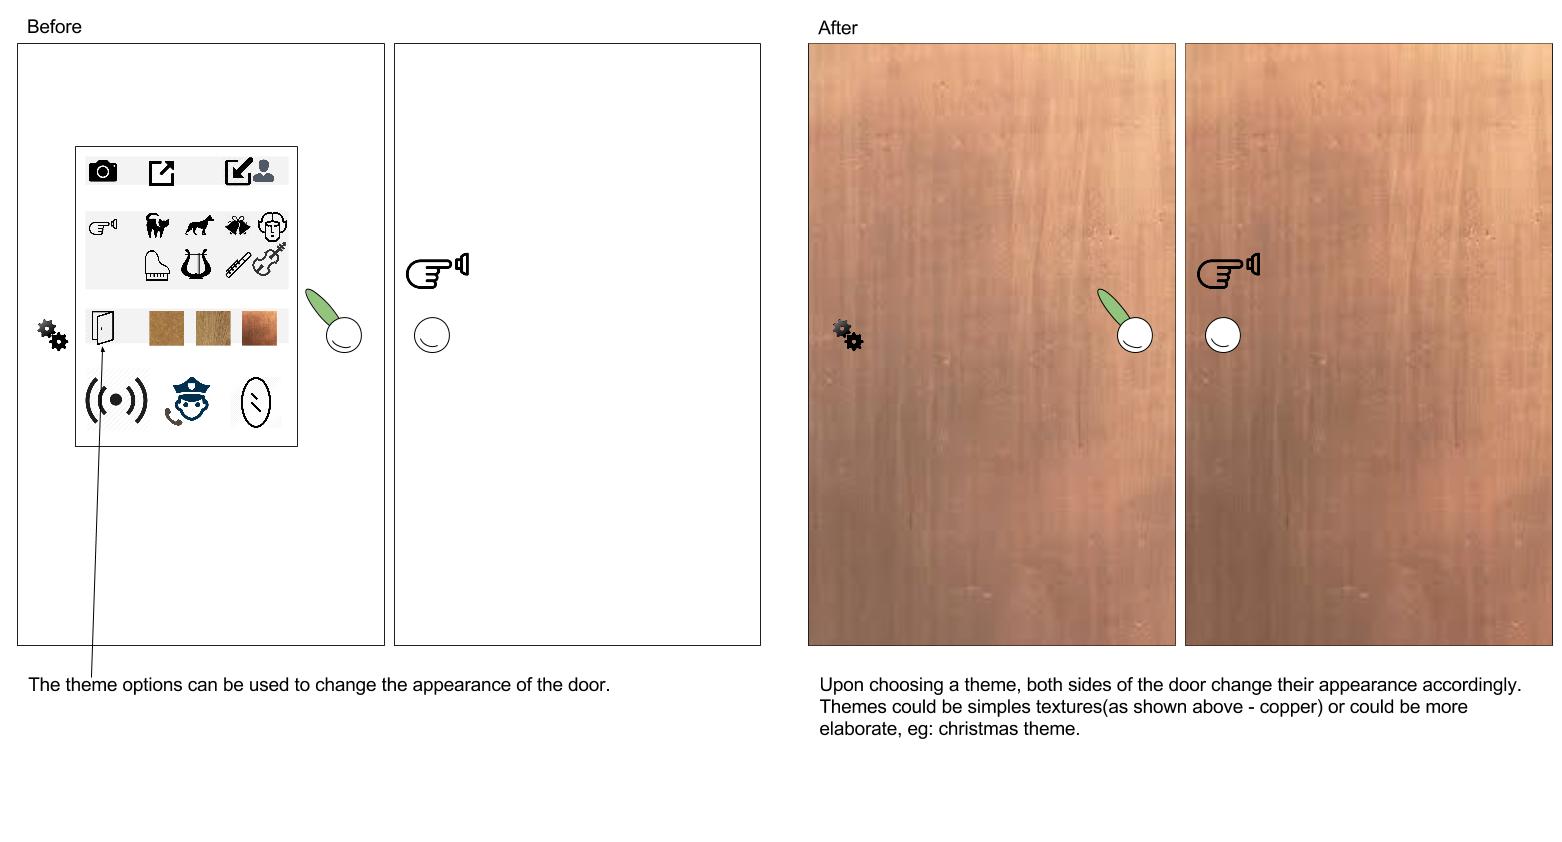 Before
After
The theme options can be used to change the appearance of the door.
Upon choosing a theme, both sides of the door change their appearance accordingly.
Themes could be simples textures(as shown above - copper) or could be more
elaborate, eg: christmas theme.